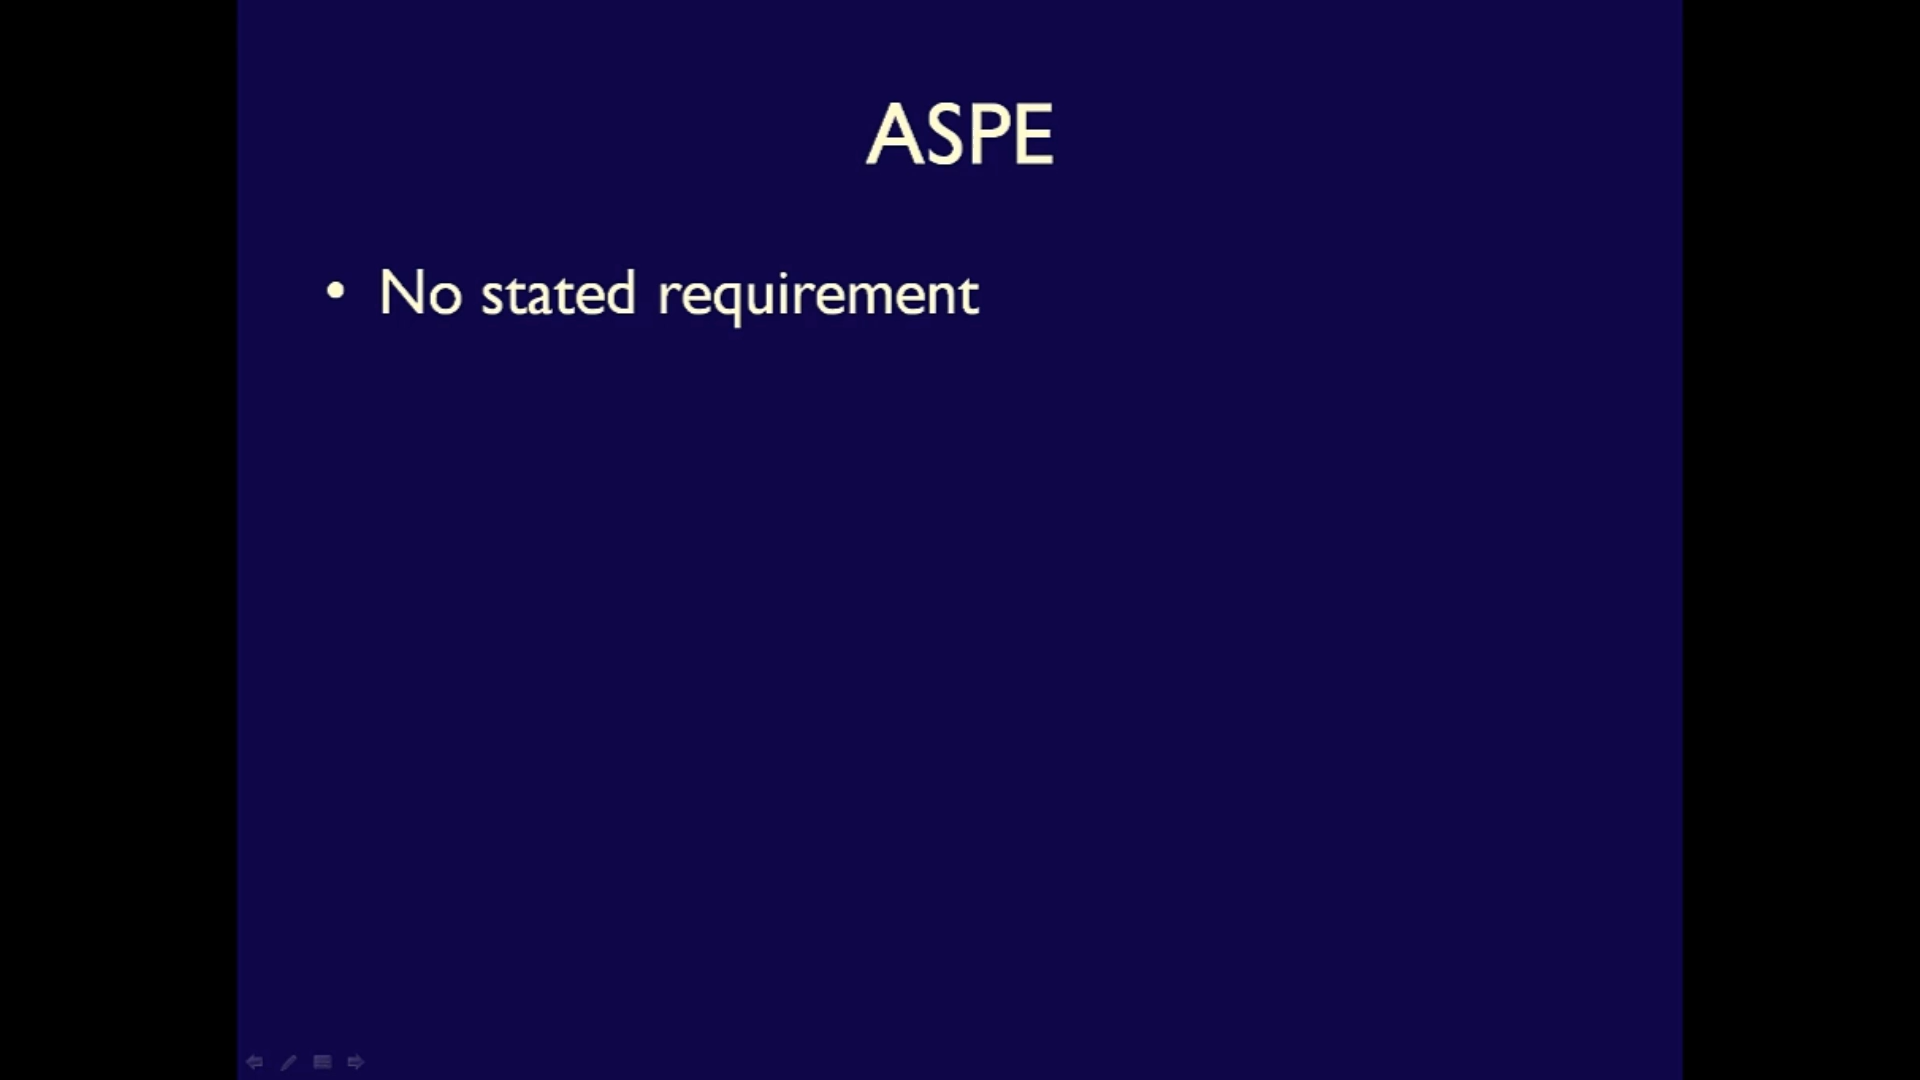 ASPE
• No stated requirement